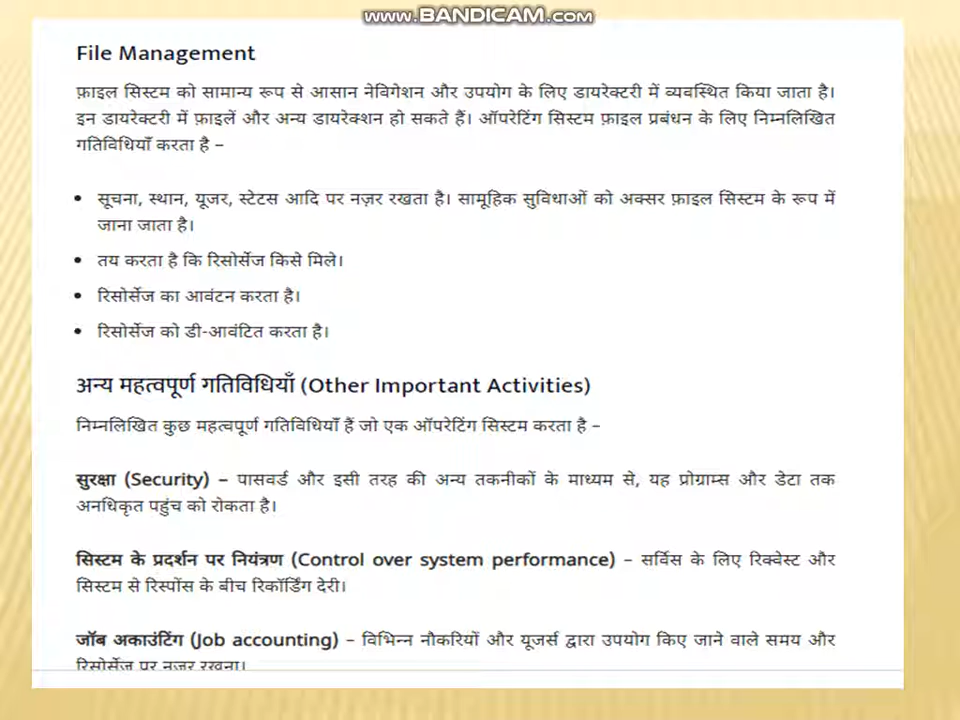 www.BANDICAM.com
File Management
फ़ाइल सिस्टम को सामान्य रूप से आसान नेविगेशन और उपयोग के लिए डायरेक्टरी में व्यवस्थित किया जाता है।
इन डायरेक्टरी में फ़ाइलें और अन्य डायरेक्शन हो सकते हैं। ऑपरेटिंग सिस्टम फ़ाइल प्रबंधन के लिए निम्नलिखित
गतिविधियाँ करता है –
• सूचना, स्थान, यूजर, स्टेटस आदि पर नज़र रखता है। सामूहिक सुविधाओं को अक्सर फ़ाइल सिस्टम के रूप में
जाना जाता है।
• तय करता है कि रिसोर्सेज किसे मिले।
• रिसोर्सेज का आवंटन करता है।
• रिसोर्सेज को डी-आवंटित करता है।
अन्य महत्वपूर्ण गतिविधियाँ (Other Important Activities)
निम्नलिखित कुछ महत्वपूर्ण गतिविधियाँ हैं जो एक ऑपरेटिंग सिस्टम करता है –
सुरक्षा (Security) – पासवर्ड और इसी तरह की अन्य तकनीकों के माध्यम से, यह प्रोग्राम्स और डेटा तक
अनधिकृत पहुंच को रोकता है।
सिस्टम के प्रदर्शन पर नियंत्रण (Control over system performance) – सर्विस के लिए रिक्वेस्ट और
सिस्टम से रिस्पोंस के बीच रिकॉर्डिंग देरी।
जॉब अकाउंटिंग (Job accounting) – विभिन्न नौकरियों और यूजर्स द्वारा उपयोग किए जाने वाले समय और
रिसोर्सेज पर नजर रखना।